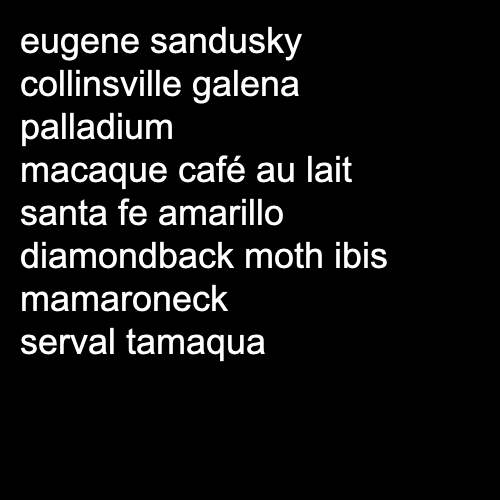 eugene sandusky
collinsville galena
palladium
macaque café au lait
santa fe amarillo
diamondback moth ibis
mamaroneck
serval tamaqua